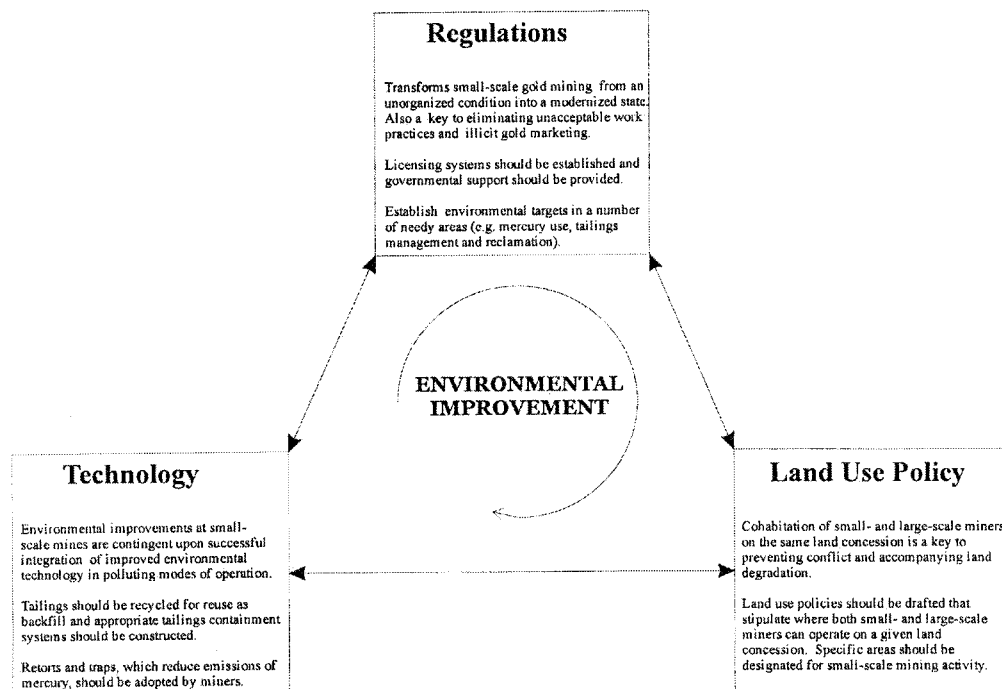 Regulations
Transforms small-scale gold mining from an
unorganized condition into a modernized state.
Also a key to eliminating unacceptable work
practices and illicit gold marketing.
Licensing systems should be established and
governmental support should be provided.
Establish environmental targets in a number
of needy areas (e.g. mercury use, tailings
management and reclamation).
ENVIRONMENTAL
IMPROVEMENT
Technology
Environmental improvements at small-
scale mines are contingent upon successful
integration of improved environmental
technology in polluting modes of operation.
Tailings should be recycled for reuse as
backfill and appropriate tailings containment
systems should be constructed.
Retorts and traps, which reduce emissions of
mercury, should be adopted by miners.
Land Use Policy
Cohabitation of small- and large-scale miners
on the same land concession is a key to
preventing conflict and accompanying land
degradation.
Land use policies should be drafted that
stipulate where both small- and large-scale
miners can operate on a given land
concession. Specific areas should be
designated for small-scale mining activity.